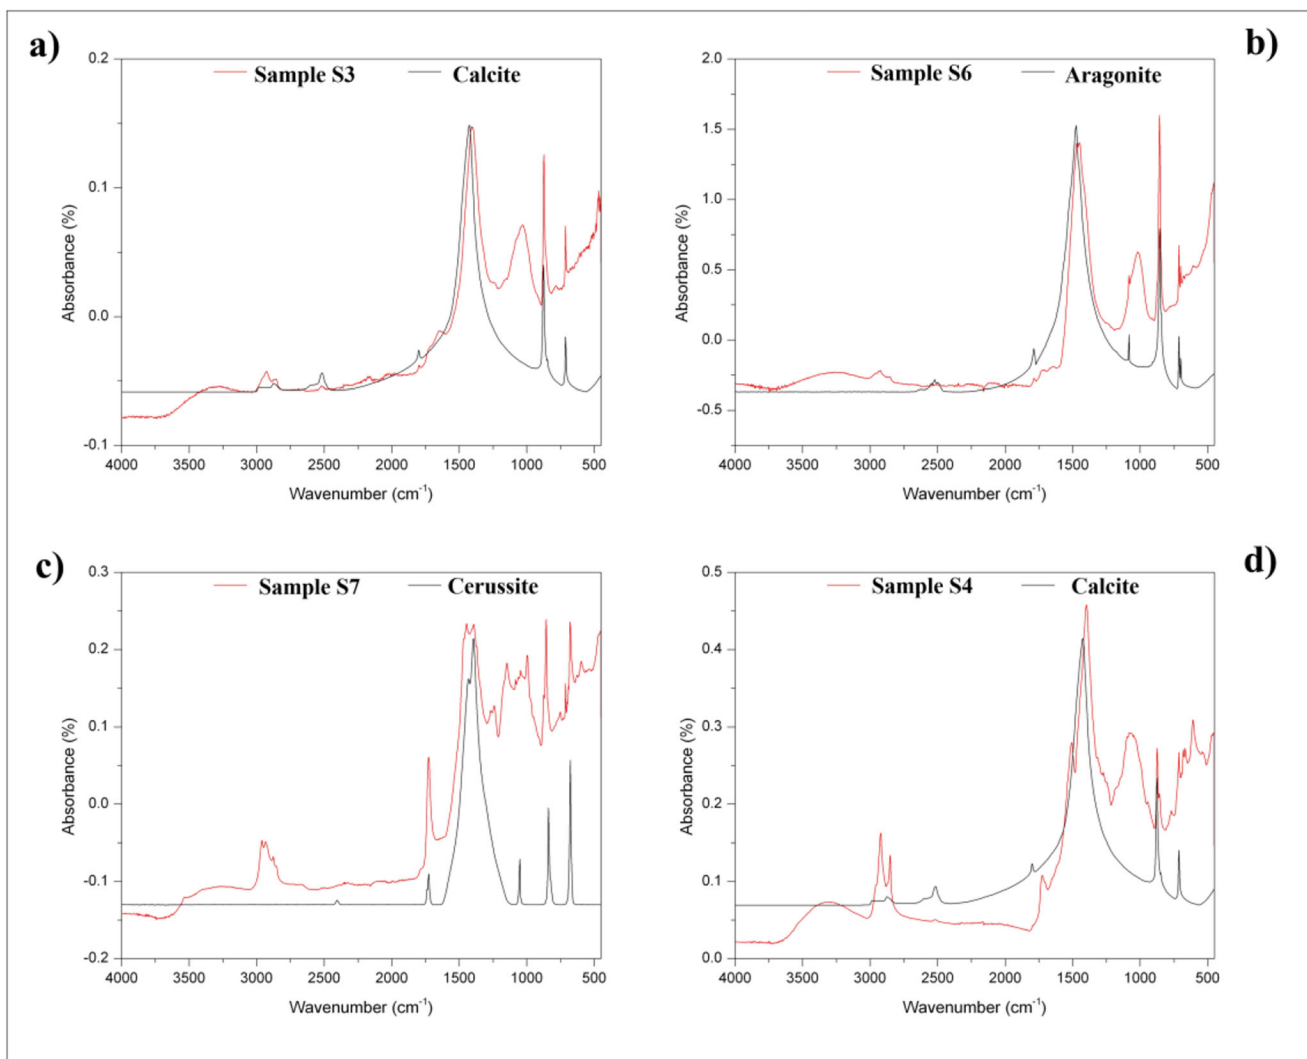 a)
Sample S3 Calcite
0.2
0.1
0.0
-0.1
Absorbance (%)
4000 3500 3000 2500 2000 1500 1000 500
Wavenumber (cm⁻¹)
b)
Sample S6 Aragonite
2.0
1.5
1.0
0.5
0.0
-0.5
Absorbance (%)
4000 3500 3000 2500 2000 1500 1000 500
Wavenumber (cm⁻¹)
c)
Sample S7 Cerussite
0.3
0.2
0.1
0.0
-0.1
-0.2
Absorbance (%)
4000 3500 3000 2500 2000 1500 1000 500
Wavenumber (cm⁻¹)
d)
Sample S4 Calcite
0.5
0.4
0.3
0.2
0.1
0.0
Absorbance (%)
4000 3500 3000 2500 2000 1500 1000 500
Wavenumber (cm⁻¹)